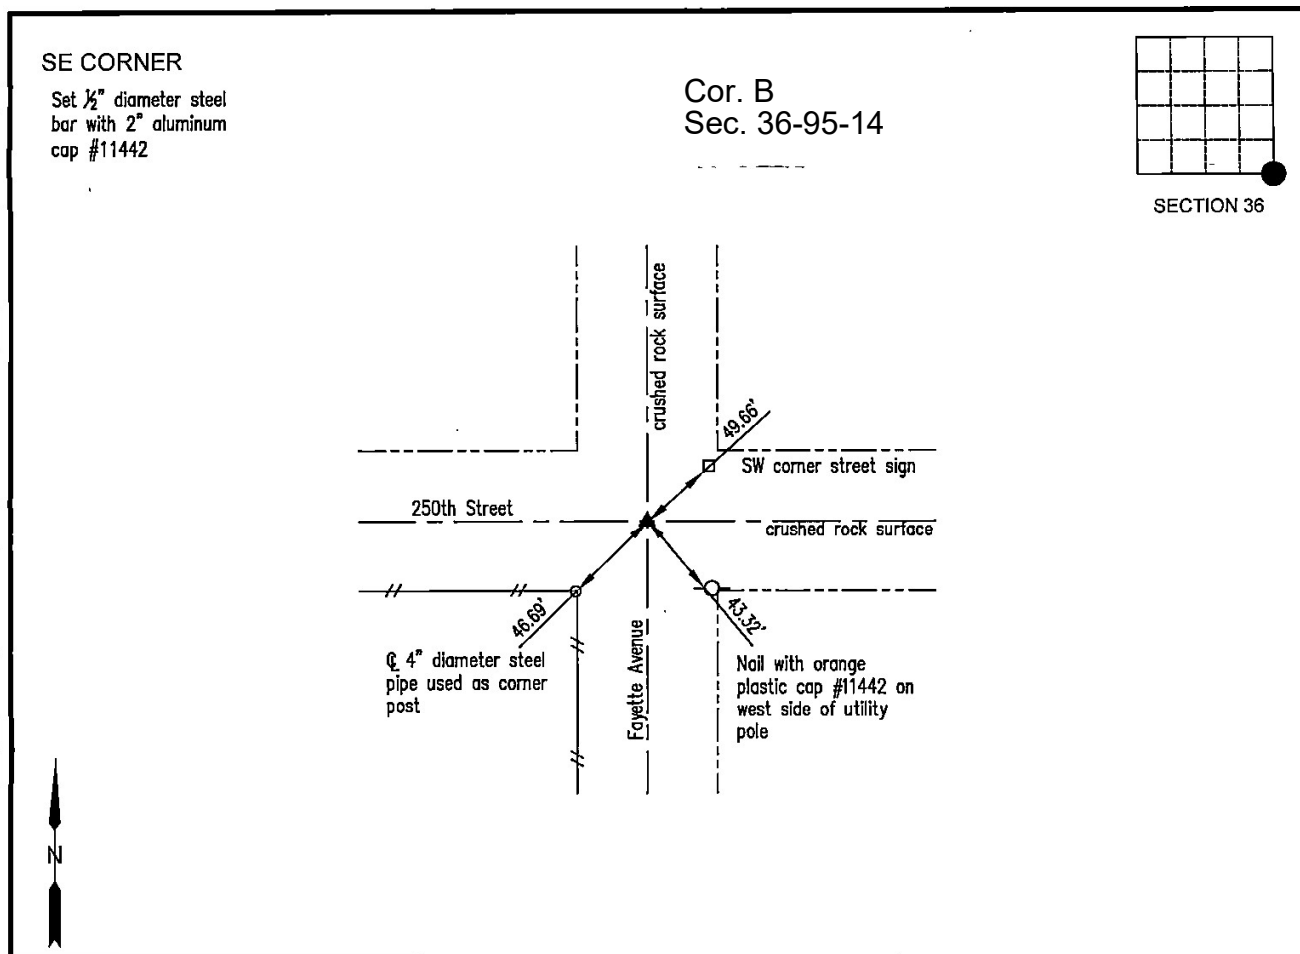 SE CORNER
Set ½" diameter steel
bar with 2" aluminum
cap #11442
Cor. B
Sec. 36-95-14
SECTION 36
crushed rock surface
49.66'
SW corner street sign
250th Street
crushed rock surface
46.69'
43.32'
℄ 4" diameter steel
pipe used as corner
post
Fayette Avenue
Nail with orange
plastic cap #11442 on
west side of utility
pole
N